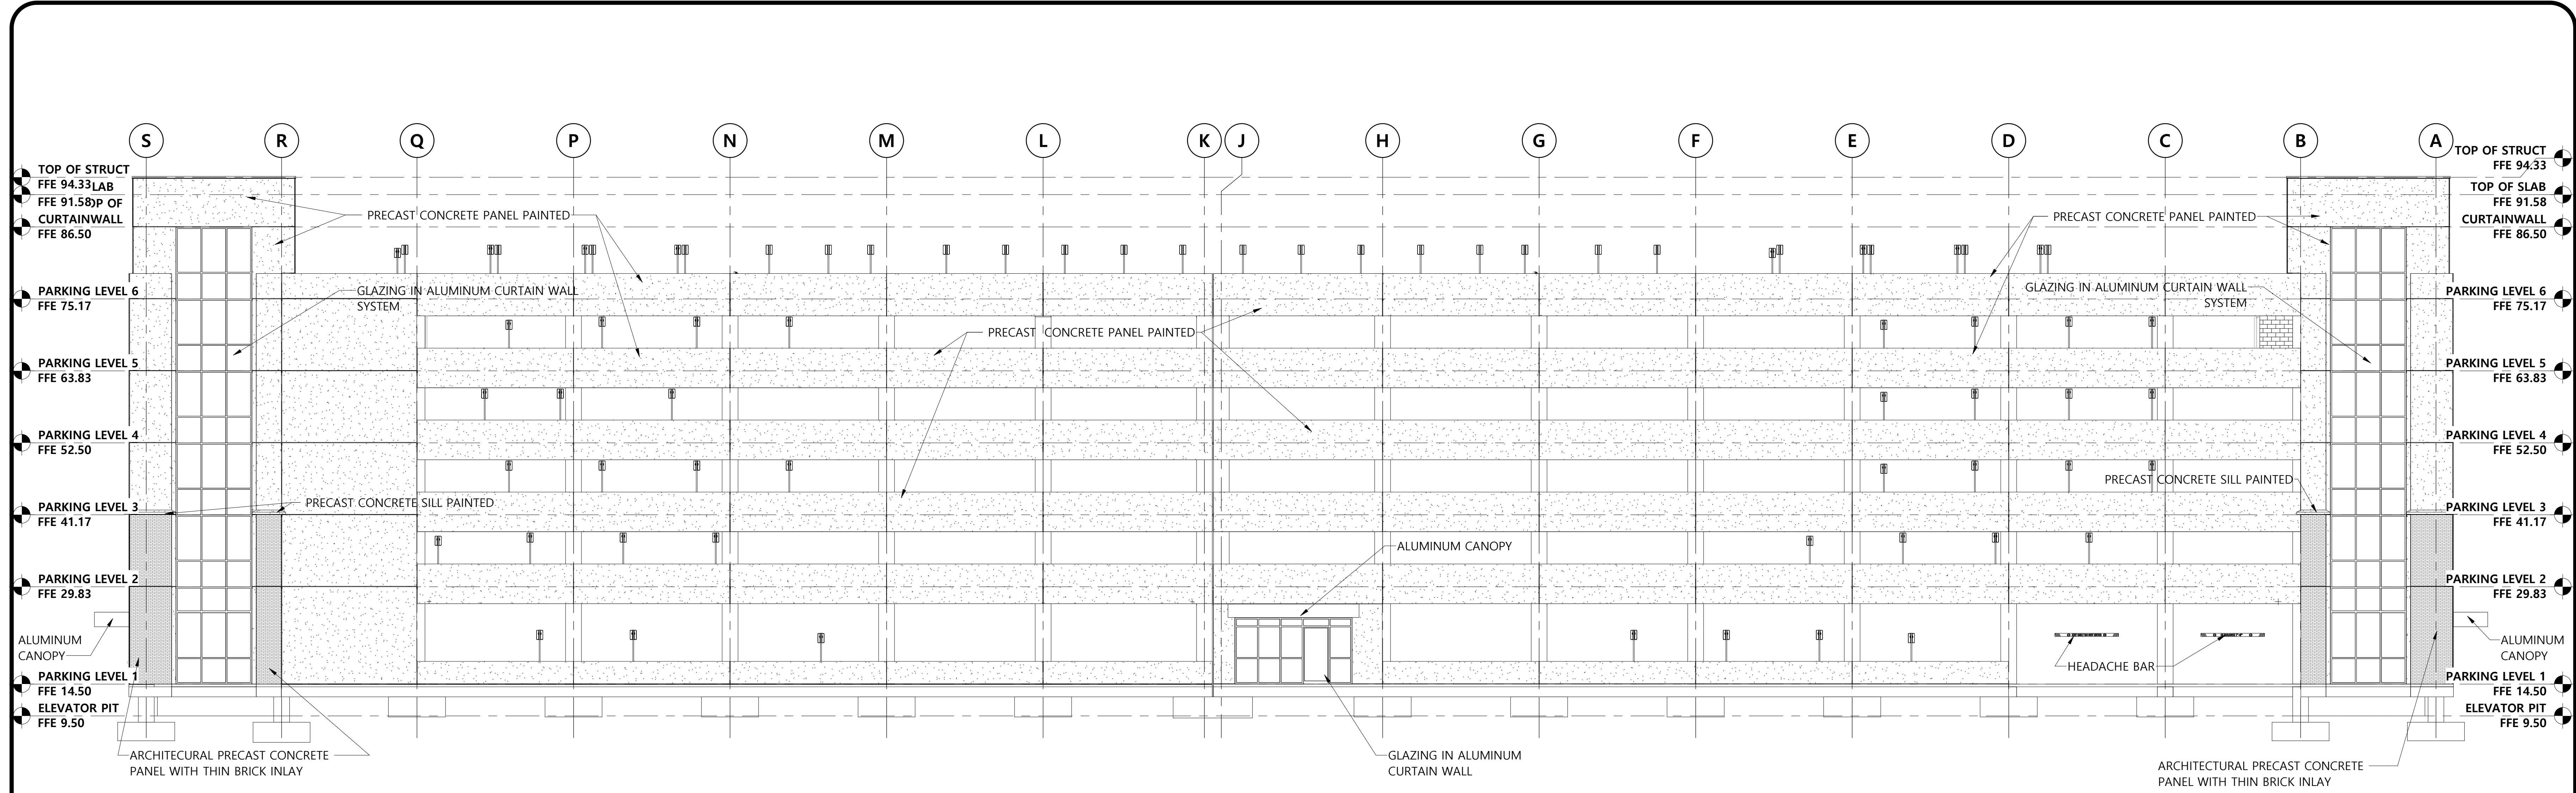 S R Q P N M L K J H G F E D C B A
TOP OF STRUCT
FFE 94.33
LAB
FFE 91.58
OP OF
CURTAINWALL
FFE 86.50
PARKING LEVEL 6
FFE 75.17
PARKING LEVEL 5
FFE 63.83
PARKING LEVEL 4
FFE 52.50
PARKING LEVEL 3
FFE 41.17
PARKING LEVEL 2
FFE 29.83
ALUMINUM
CANOPY
PARKING LEVEL 1
FFE 14.50
ELEVATOR PIT
FFE 9.50
PRECAST CONCRETE PANEL PAINTED
GLAZING IN ALUMINUM CURTAIN WALL
SYSTEM
PRECAST CONCRETE SILL PAINTED
ARCHITECURAL PRECAST CONCRETE
PANEL WITH THIN BRICK INLAY
PRECAST CONCRETE PANEL PAINTED
ALUMINUM CANOPY
GLAZING IN ALUMINUM
CURTAIN WALL
PRECAST CONCRETE PANEL PAINTED
GLAZING IN ALUMINUM CURTAIN WALL
SYSTEM
PRECAST CONCRETE SILL PAINTED
HEADACHE BAR
ARCHITECTURAL PRECAST CONCRETE
PANEL WITH THIN BRICK INLAY
TOP OF STRUCT
FFE 94.33
TOP OF SLAB
FFE 91.58
CURTAINWALL
FFE 86.50
PARKING LEVEL 6
FFE 75.17
PARKING LEVEL 5
FFE 63.83
PARKING LEVEL 4
FFE 52.50
PARKING LEVEL 3
FFE 41.17
PARKING LEVEL 2
FFE 29.83
ALUMINUM
CANOPY
PARKING LEVEL 1
FFE 14.50
ELEVATOR PIT
FFE 9.50